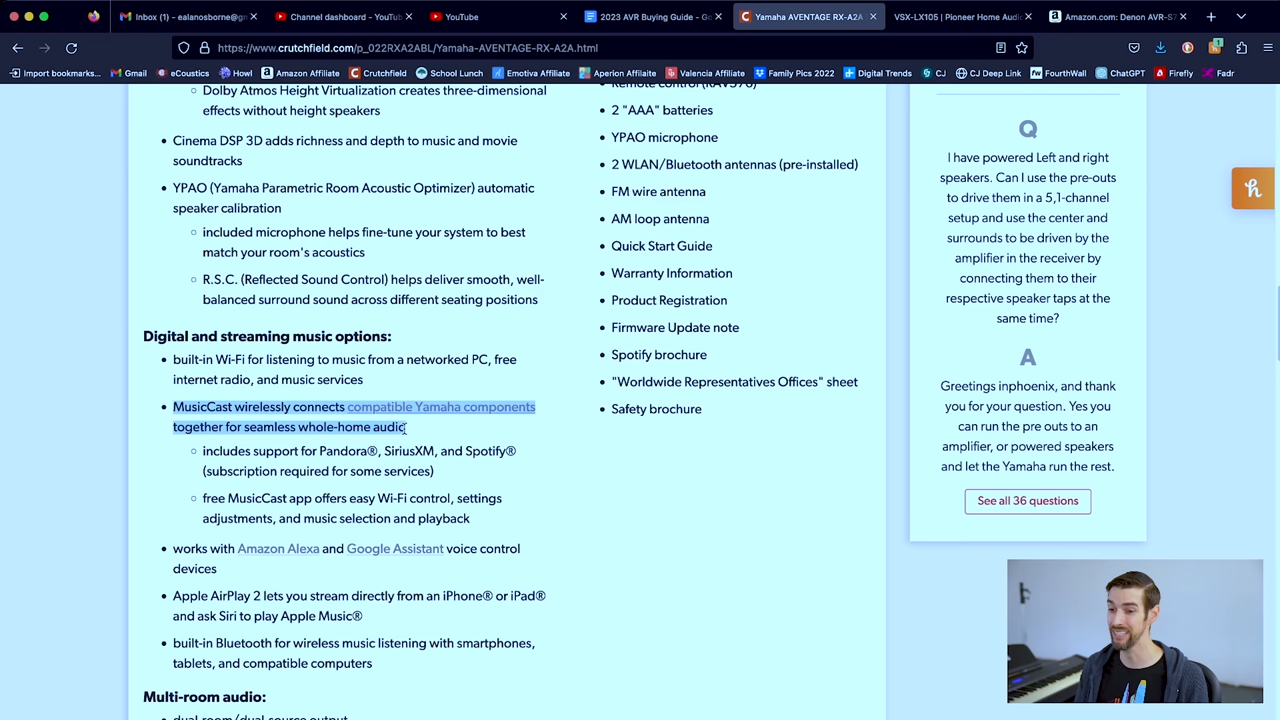 Inbox (1) - ealanosborne@gm
Channel dashboard - YouTub
YouTube
2023 AVR Buying Guide - Go
Yamaha AVENTAGE RX-A2A
VSX-LX105 | Pioneer Home Audi
Amazon.com: Denon AVR-S7
https://www.crutchfield.com/p_022RXA2ABL/Yamaha-AVENTAGE-RX-A2A.html
Import bookmarks...
Gmail
eCoustics
Howl
Amazon Affiliate
Crutchfield
School Lunch
Emotiva Affiliate
Aperion Affilaite
Valencia Affiliate
Family Pics 2022
Digital Trends
CJ
CJ Deep Link
FourthWall
ChatGPT
Firefly
Fadr
Dolby Atmos Height Virtualization creates three-dimensional
effects without height speakers
Cinema DSP 3D adds richness and depth to music and movie
soundtracks
YPAO (Yamaha Parametric Room Acoustic Optimizer) automatic
speaker calibration
included microphone helps fine-tune your system to best
match your room's acoustics
R.S.C. (Reflected Sound Control) helps deliver smooth, well-
balanced surround sound across different seating positions
Digital and streaming music options:
built-in Wi-Fi for listening to music from a networked PC, free
internet radio, and music services
MusicCast wirelessly connects compatible Yamaha components
together for seamless whole-home audio
includes support for Pandora®, SiriusXM, and Spotify®
(subscription required for some services)
free MusicCast app offers easy Wi-Fi control, settings
adjustments, and music selection and playback
works with Amazon Alexa and Google Assistant voice control
devices
Apple AirPlay 2 lets you stream directly from an iPhone® or iPad®
and ask Siri to play Apple Music®
built-in Bluetooth for wireless music listening with smartphones,
tablets, and compatible computers
Multi-room audio:
dual-room/dual-source output
Remote control (RAV576)
2 "AAA" batteries
YPAO microphone
2 WLAN/Bluetooth antennas (pre-installed)
FM wire antenna
AM loop antenna
Quick Start Guide
Warranty Information
Product Registration
Firmware Update note
Spotify brochure
"Worldwide Representatives Offices" sheet
Safety brochure
Q
I have powered Left and right
speakers. Can I use the pre-outs
to drive them in a 5,1-channel
setup and use the center and
surrounds to be driven by the
amplifier in the receiver by
connecting them to their
respective speaker taps at the
same time?
A
Greetings inphoenix, and thank
you for your question. Yes you
can run the pre outs to an
amplifier, or powered speakers
and let the Yamaha run the rest.
See all 36 questions